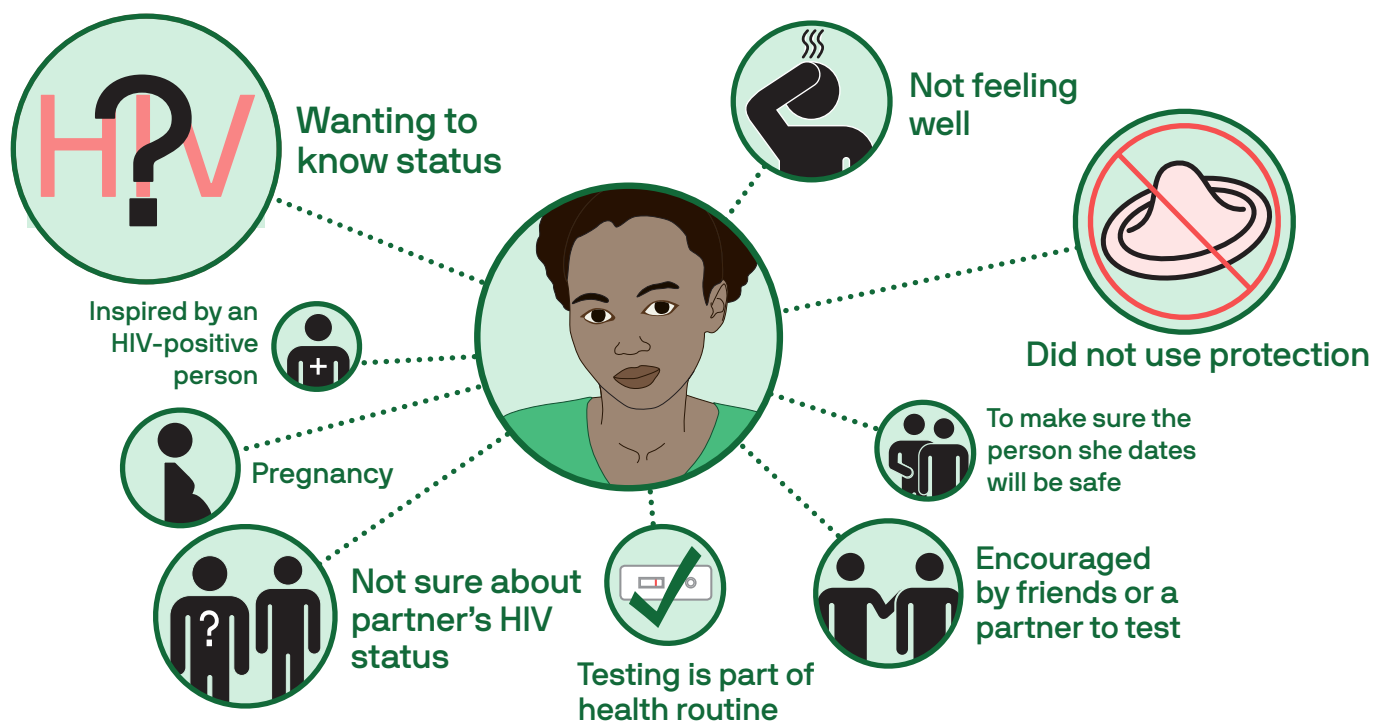 HIV
?
Wanting to
know status
Not feeling
well
Did not use protection
Inspired by an
HIV-positive
person
+
Pregnancy
To make sure the
person she dates
will be safe
?
Not sure about
partner's HIV
status
Testing is part of
health routine
Encouraged
by friends or a
partner to test